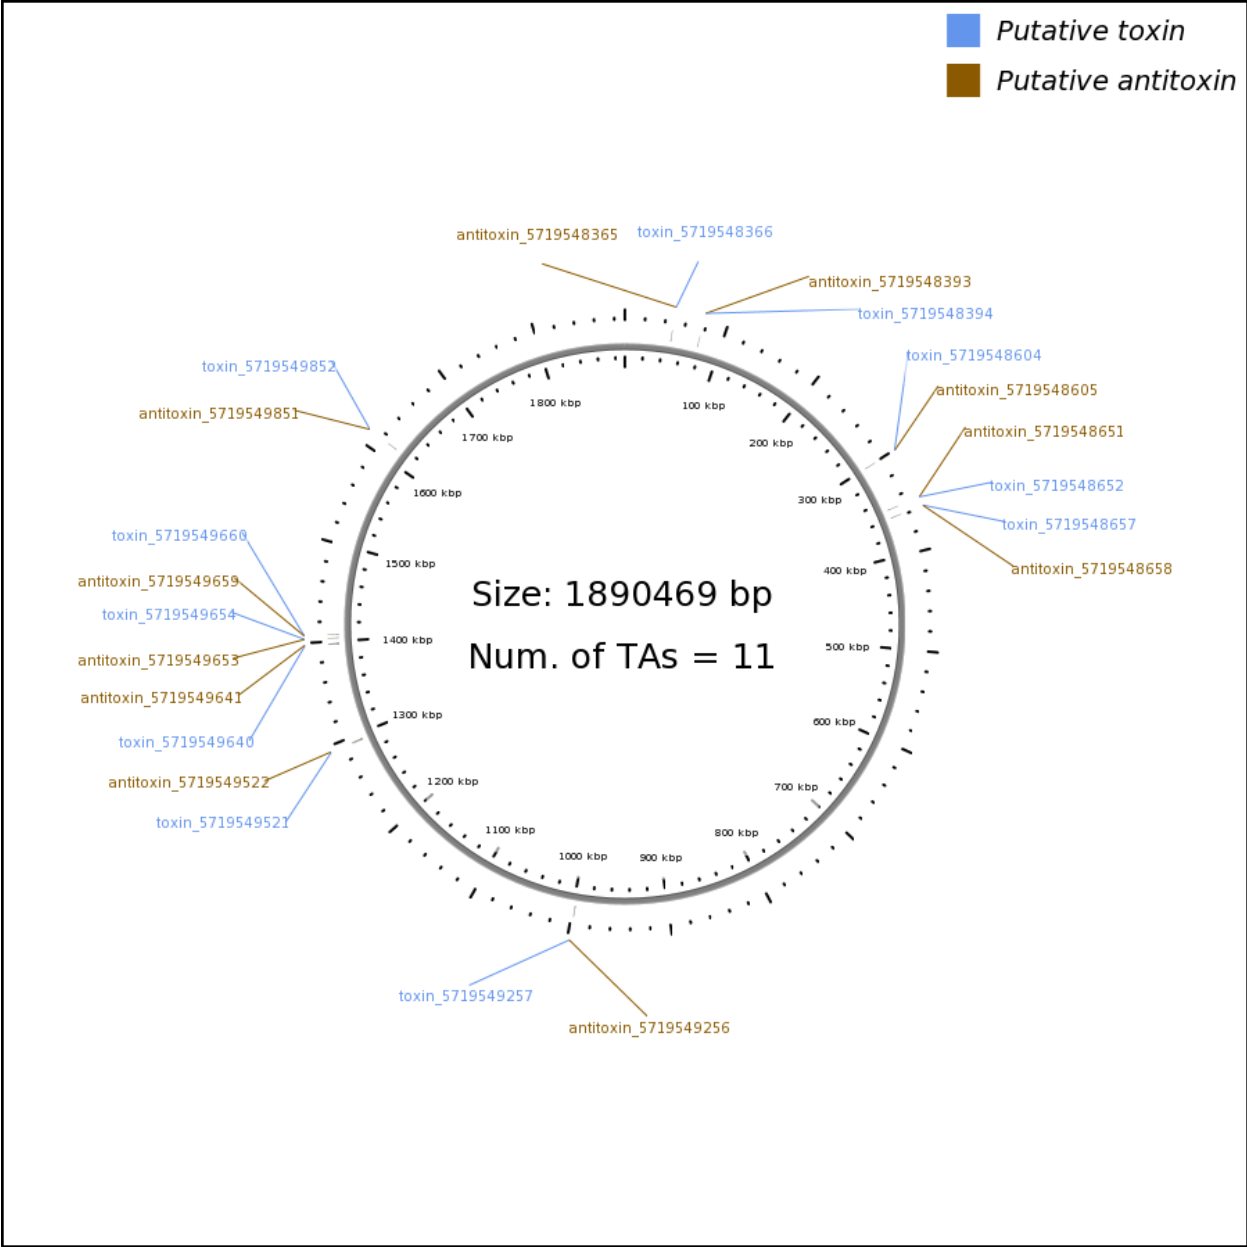 Putative toxin
Putative antitoxin
antitoxin_5719548365
toxin_5719548366
antitoxin_5719548393
toxin_5719548394
toxin_5719548604
antitoxin_5719548605
antitoxin_5719548651
toxin_5719548652
toxin_5719548657
antitoxin_5719548658
toxin_5719549852
antitoxin_5719549851
toxin_5719549660
antitoxin_5719549659
toxin_5719549654
antitoxin_5719549653
antitoxin_5719549641
toxin_5719549640
antitoxin_5719549522
toxin_5719549521
toxin_5719549257
antitoxin_5719549256
100 kbp
200 kbp
300 kbp
400 kbp
500 kbp
600 kbp
700 kbp
800 kbp
900 kbp
1000 kbp
1100 kbp
1200 kbp
1300 kbp
1400 kbp
1500 kbp
1600 kbp
1700 kbp
1800 kbp
Size: 1890469 bp
Num. of TAs = 11